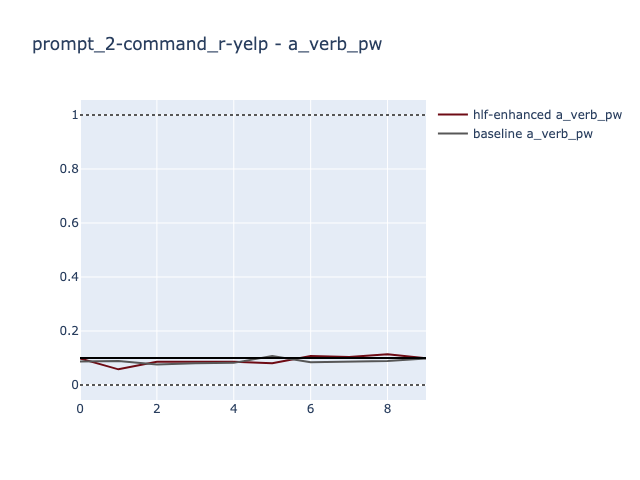 prompt_2-command_r-yelp - a_verb_pw
hlf-enhanced a_verb_pw
baseline a_verb_pw
1
0.8
0.6
0.4
0.2
0
0 2 4 6 8